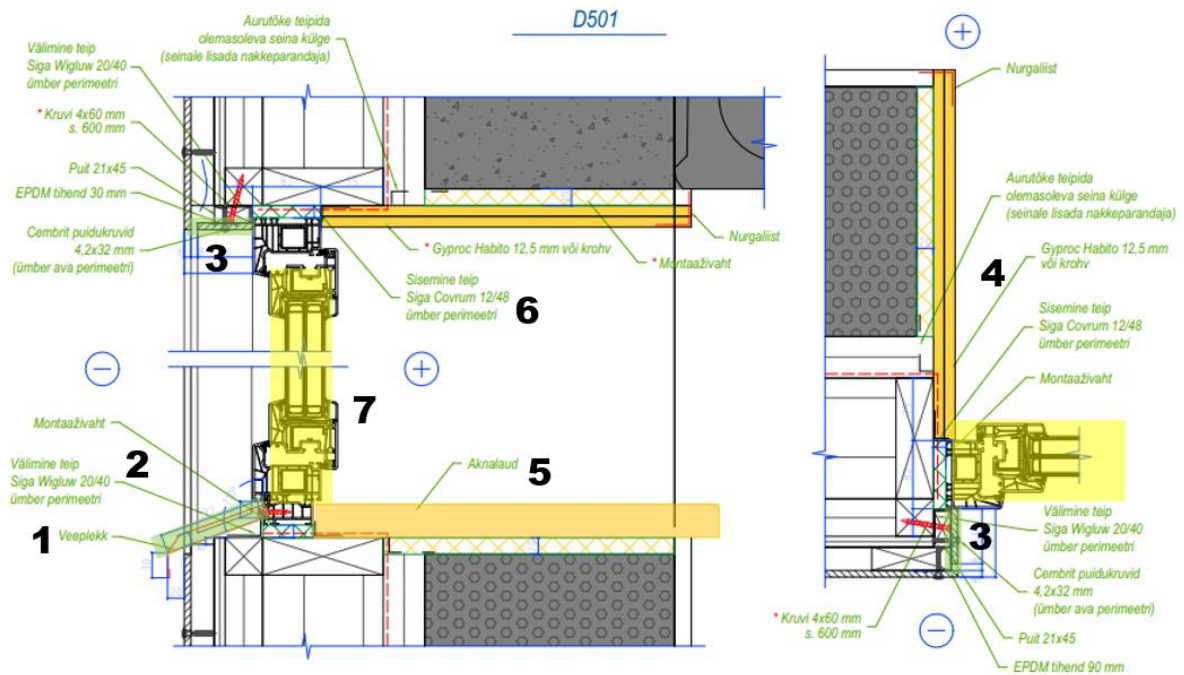 D501
Aurutõke teipida
olemasoleva seina külge
(seinale lisada nakkeparandaja)
Välimine teip
Siga Wigluw 20/40
ümber perimeetri
* Kruvi 4x60 mm
s. 600 mm
Puit 21x45
EPDM tihend 30 mm
Cembrit puidukruvid
4,2x32 mm
(ümber ava perimeetri)
3
* Gyproc Habito 12,5 mm või krohv
* Montaaživaht
Nurgaliist
Sisemine teip
Siga Covrum 12/48
ümber perimeetri
6
7
Montaaživaht
Välimine teip
Siga Wigluw 20/40
ümber perimeetri
2
1
Veeplekk
Aknalaud
5
Nurgaliist
Aurutõke teipida
olemasoleva seina külge
(seinale lisada nakkeparandaja)
4
Gyproc Habito 12,5 mm
või krohv
Sisemine teip
Siga Covrum 12/48
ümber perimeetri
Montaaživaht
3
Välimine teip
Siga Wigluw 20/40
ümber perimeetri
Cembrit puidukruvid
4,2x32 mm
(ümber ava perimeetri)
* Kruvi 4x60 mm
s. 600 mm
Puit 21x45
EPDM tihend 90 mm